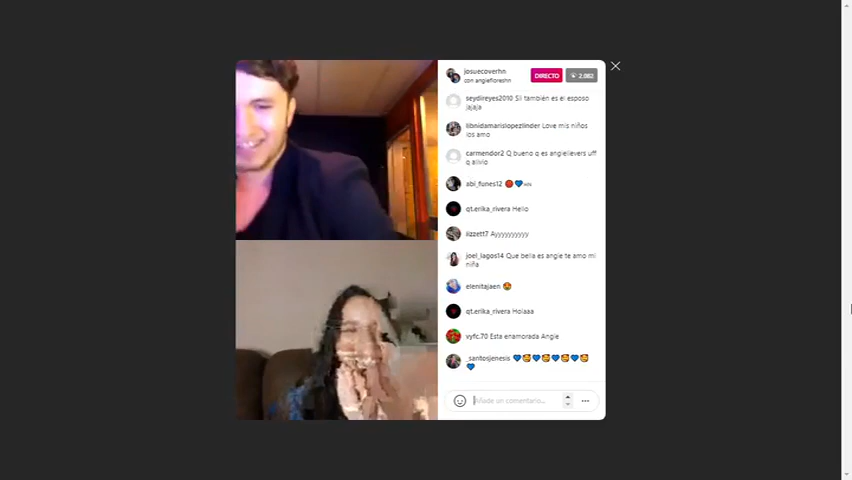 josuecoverhn
con angiefloreshn
DIRECTO
2.082
seydireyes2010 Sí también es el esposo
jajaja
libnidamarislopezlinder Love mis niños
los amo
carmendor2 Q bueno q es angielievers uff
q alivio
abi_funes12
qt.erika_rivera Hello
lizzett7 Ayyyyyyyyyy
joel_lagos14 Que bella es angie te amo mi
niña
elenitajaen 😍
qt.erika_rivera Holaaa
vyfc.70 Esta enamorada Angie
_santosjenesis 💙🥰💙🥰💙🥰💙🥰
💙
Añade un comentario...